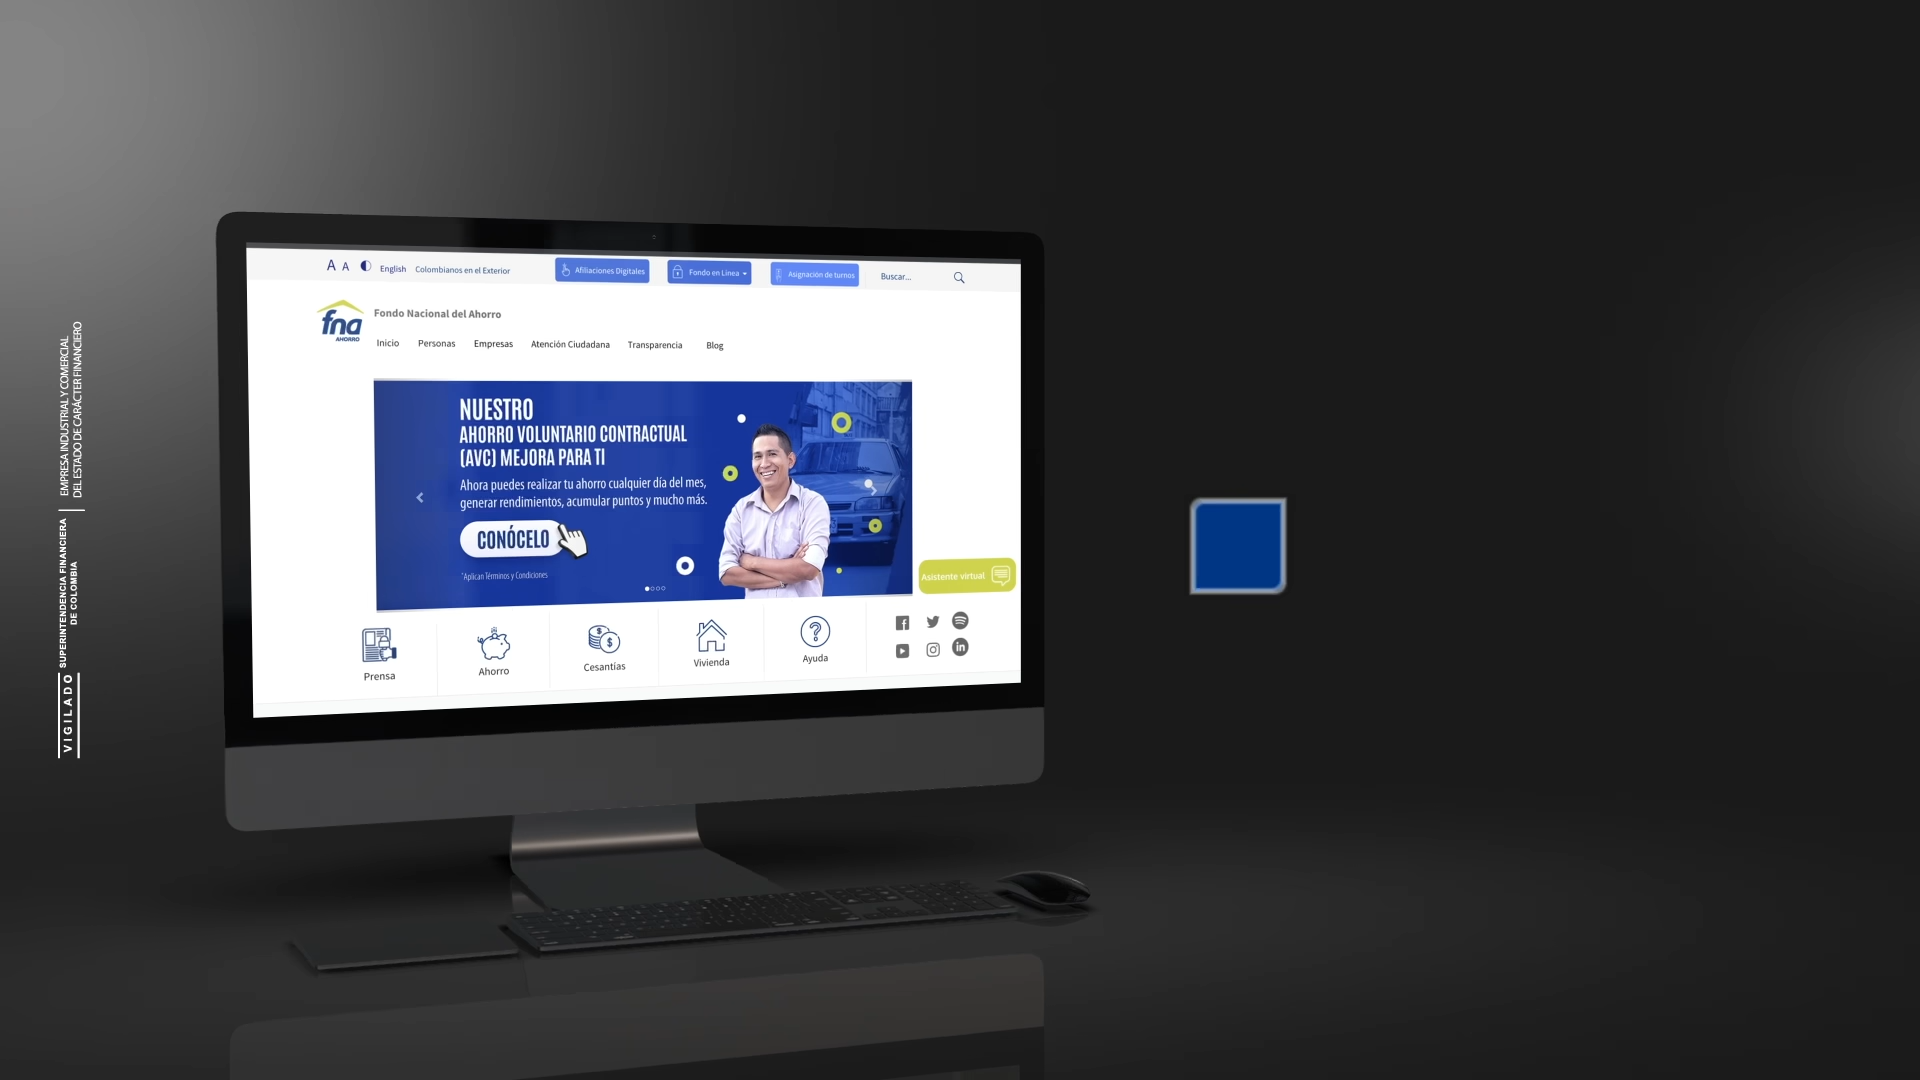 EMPRESA INDUSTRIAL Y COMERCIAL
DEL ESTADO DE CARÁCTER FINANCIERO
SUPERINTENDENCIA FINANCIERA
DE COLOMBIA
VIGILADO
A A English Colombianos en el Exterior Afiliaciones Digitales Fondo en Línea Asignación de turnos Buscar...
fna
AHORRO
Fondo Nacional del Ahorro
Inicio Personas Empresas Atención Ciudadana Transparencia Blog
NUESTRO
AHORRO VOLUNTARIO CONTRACTUAL
(AVC) MEJORA PARA TI
Ahora puedes realizar tu ahorro cualquier día del mes,
generar rendimientos, acumular puntos y mucho más.
CONÓCELO
*Aplican Términos y Condiciones
Asistente virtual
Prensa Ahorro Cesantías Vivienda Ayuda